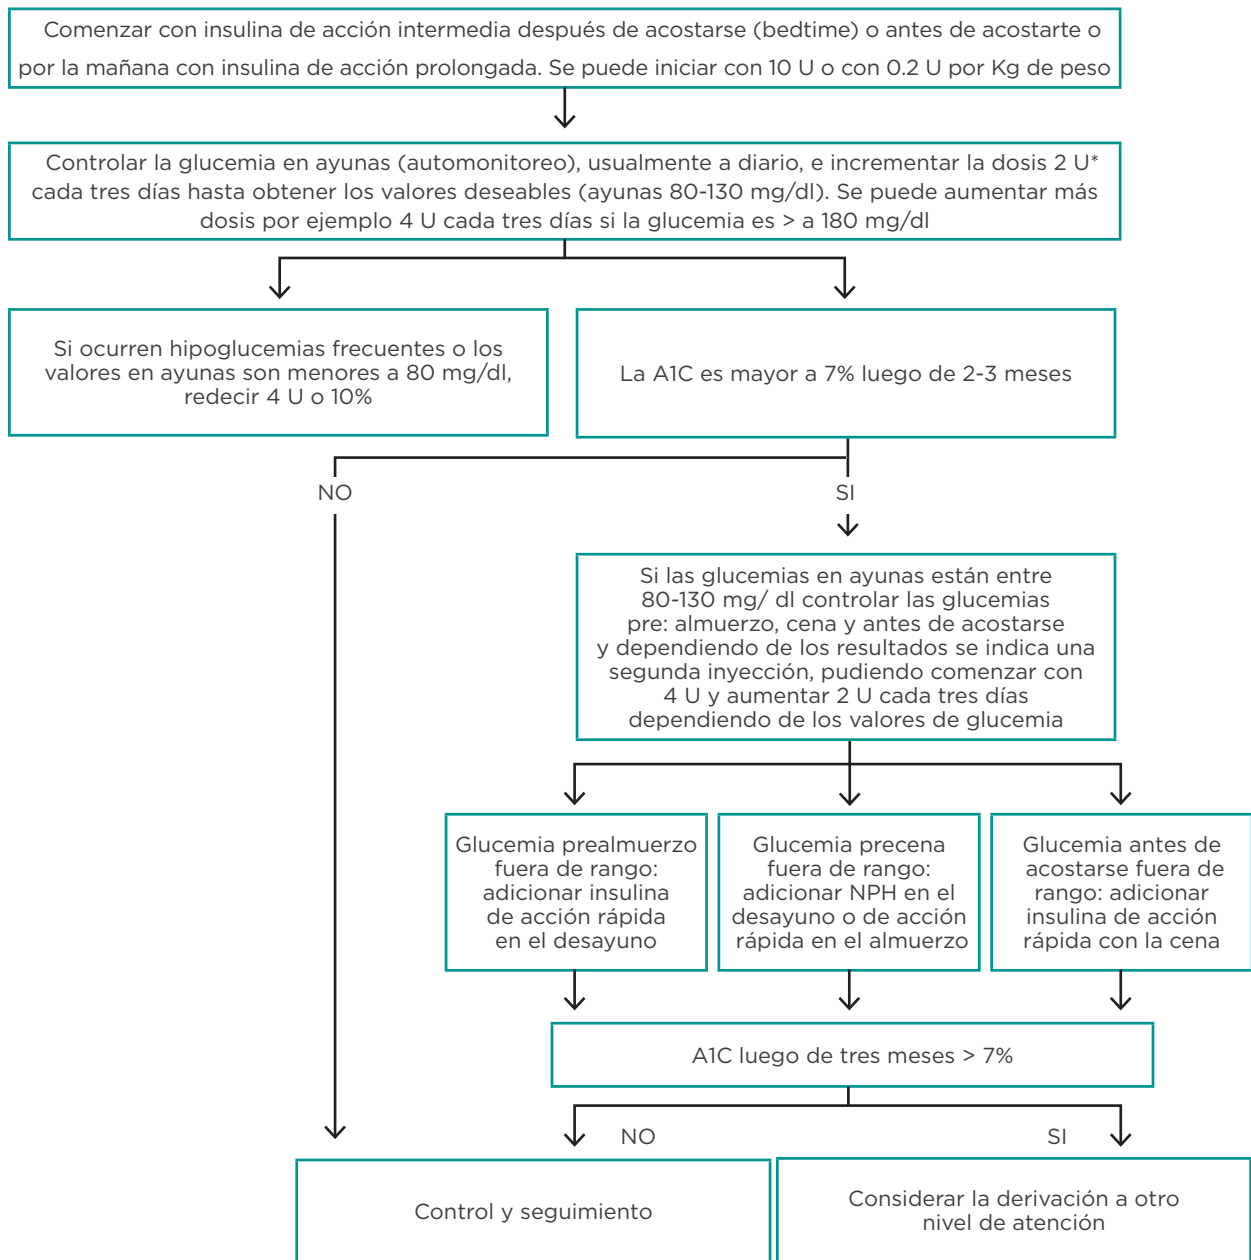 Comenzar con insulina de acción intermedia después de acostarse (bedtime) o antes de acostarte o
por la mañana con insulina de acción prolongada. Se puede iniciar con 10 U o con 0.2 U por Kg de peso
Controlar la glucemia en ayunas (automonitoreo), usualmente a diario, e incrementar la dosis 2 U*
cada tres días hasta obtener los valores deseables (ayunas 80-130 mg/dl). Se puede aumentar más
dosis por ejemplo 4 U cada tres días si la glucemia es > a 180 mg/dl
Si ocurren hipoglucemias frecuentes o los
valores en ayunas son menores a 80 mg/dl,
redecir 4 U o 10%
La A1C es mayor a 7% luego de 2-3 meses
NO
SI
Si las glucemias en ayunas están entre
80-130 mg/ dl controlar las glucemias
pre: almuerzo, cena y antes de acostarse
y dependiendo de los resultados se indica una
segunda inyección, pudiendo comenzar con
4 U y aumentar 2 U cada tres días
dependiendo de los valores de glucemia
Glucemia prealmuerzo
fuera de rango:
adicionar insulina
de acción rápida
en el desayuno
Glucemia precena
fuera de rango:
adicionar NPH en el
desayuno o de acción
rápida en el almuerzo
Glucemia antes de
acostarse fuera de
rango: adicionar
insulina de acción
rápida con la cena
A1C luego de tres meses > 7%
NO
SI
Control y seguimiento
Considerar la derivación a otro
nivel de atención